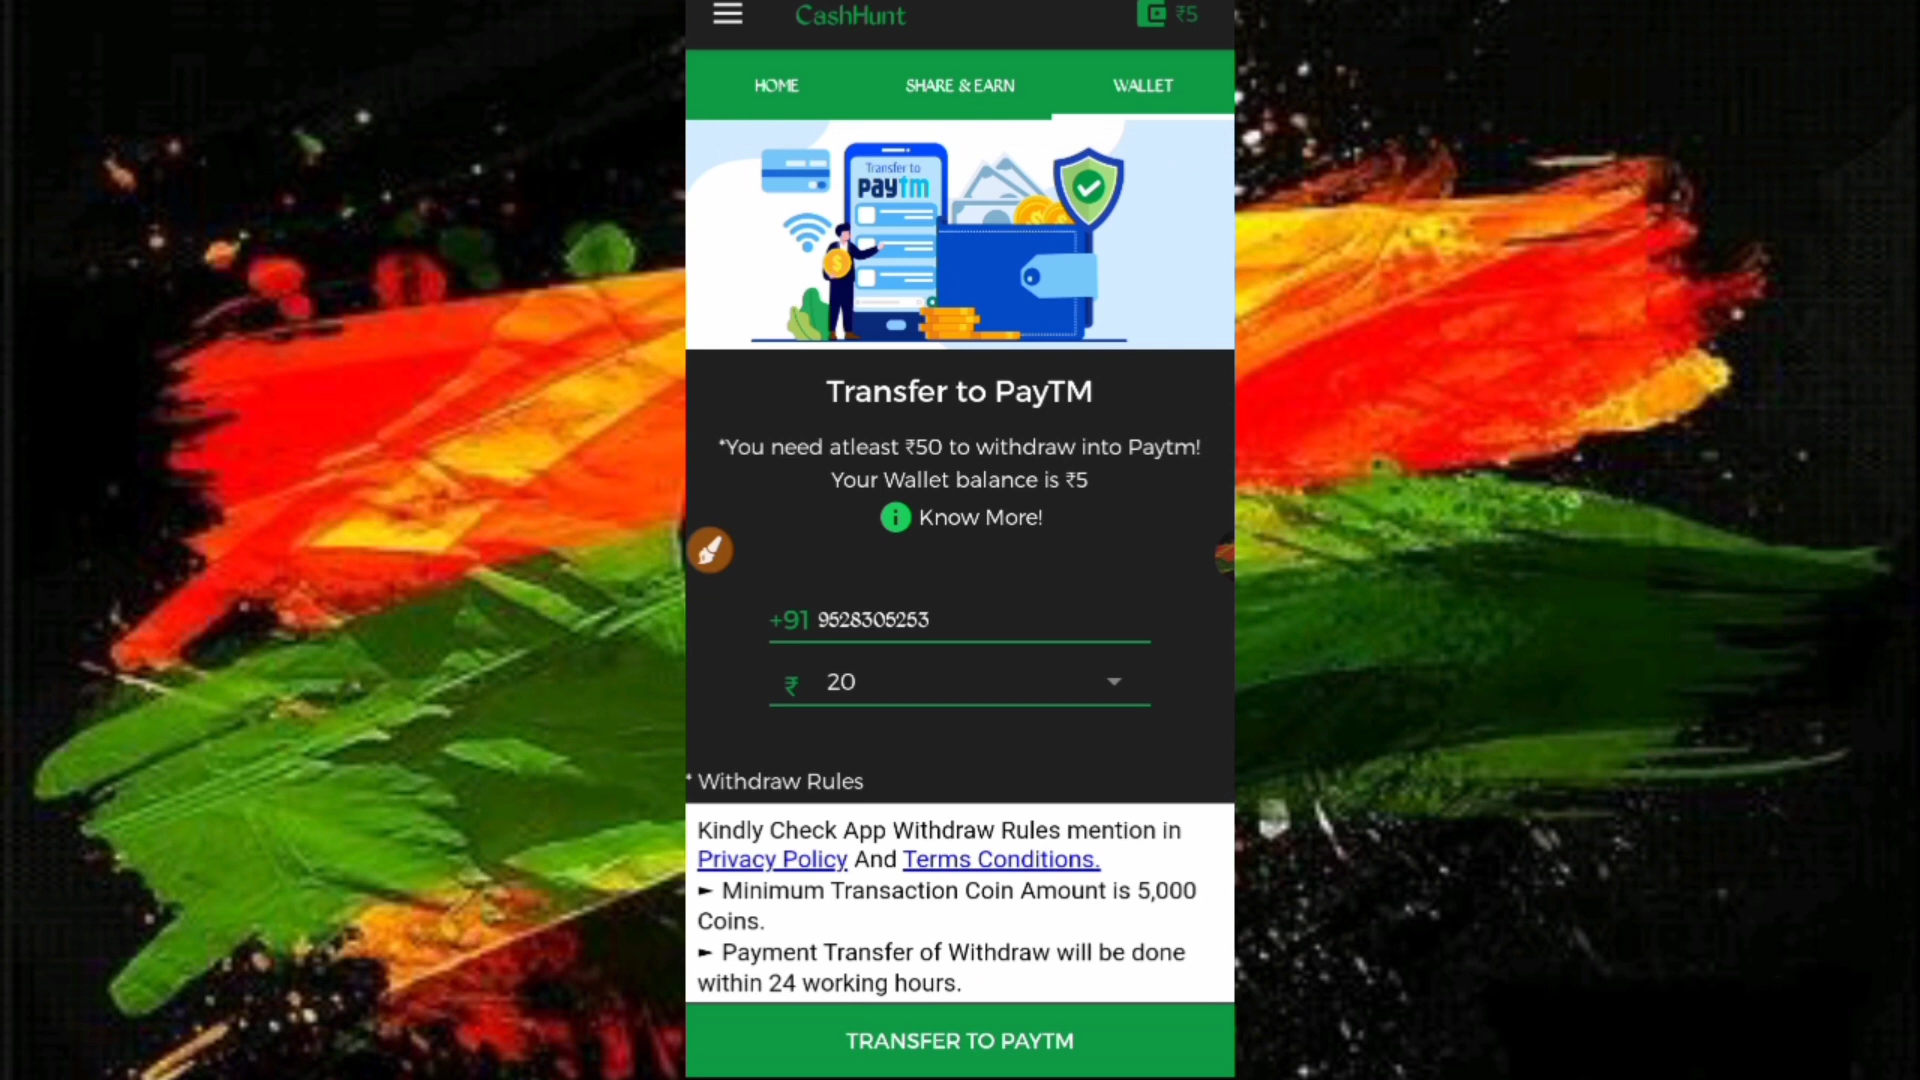 CashHunt ₹5
HOME SHARE & EARN WALLET
Transfer to
paytm
Transfer to PayTM
*You need atleast ₹50 to withdraw into Paytm!
Your Wallet balance is ₹5
i Know More!
+91 9528305253
₹ 20
* Withdraw Rules
Kindly Check App Withdraw Rules mention in
Privacy Policy And Terms Conditions.
► Minimum Transaction Coin Amount is 5,000
Coins.
► Payment Transfer of Withdraw will be done
within 24 working hours.
TRANSFER TO PAYTM